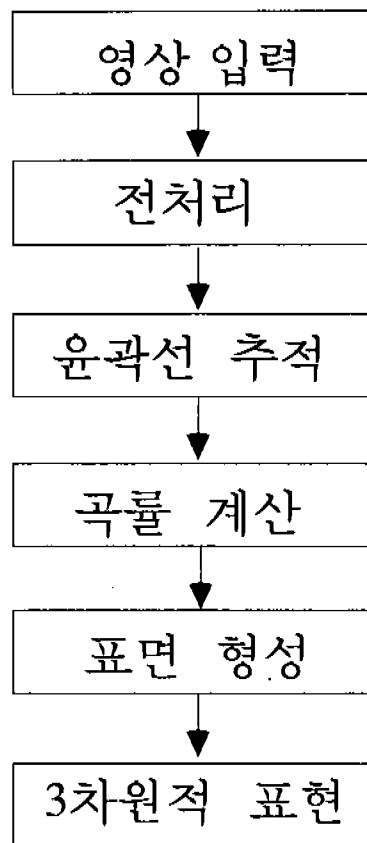 영상 입력
전처리
윤곽선 추적
곡률 계산
표면 형성
3차원적 표현